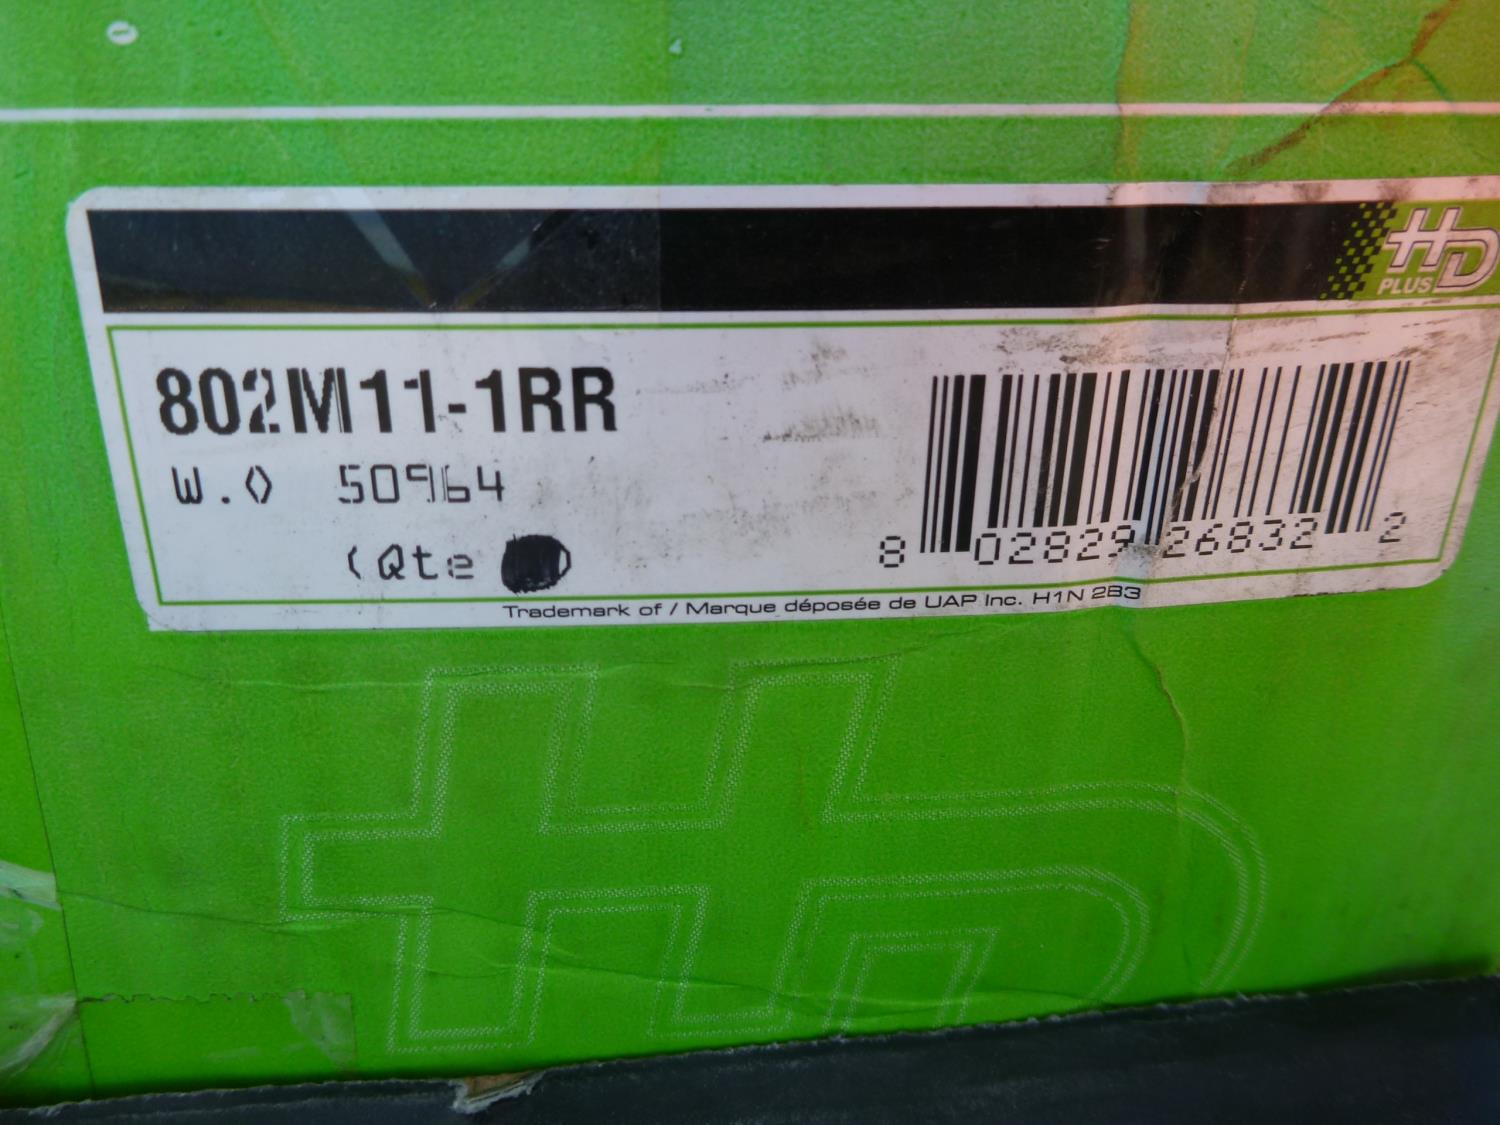 HD
PLUS
802M11-1RR
W.O 50964
(Qte )
8 02829 26832 2
Trademark of / Marque déposée de UAP Inc. H1N 2B3
HD